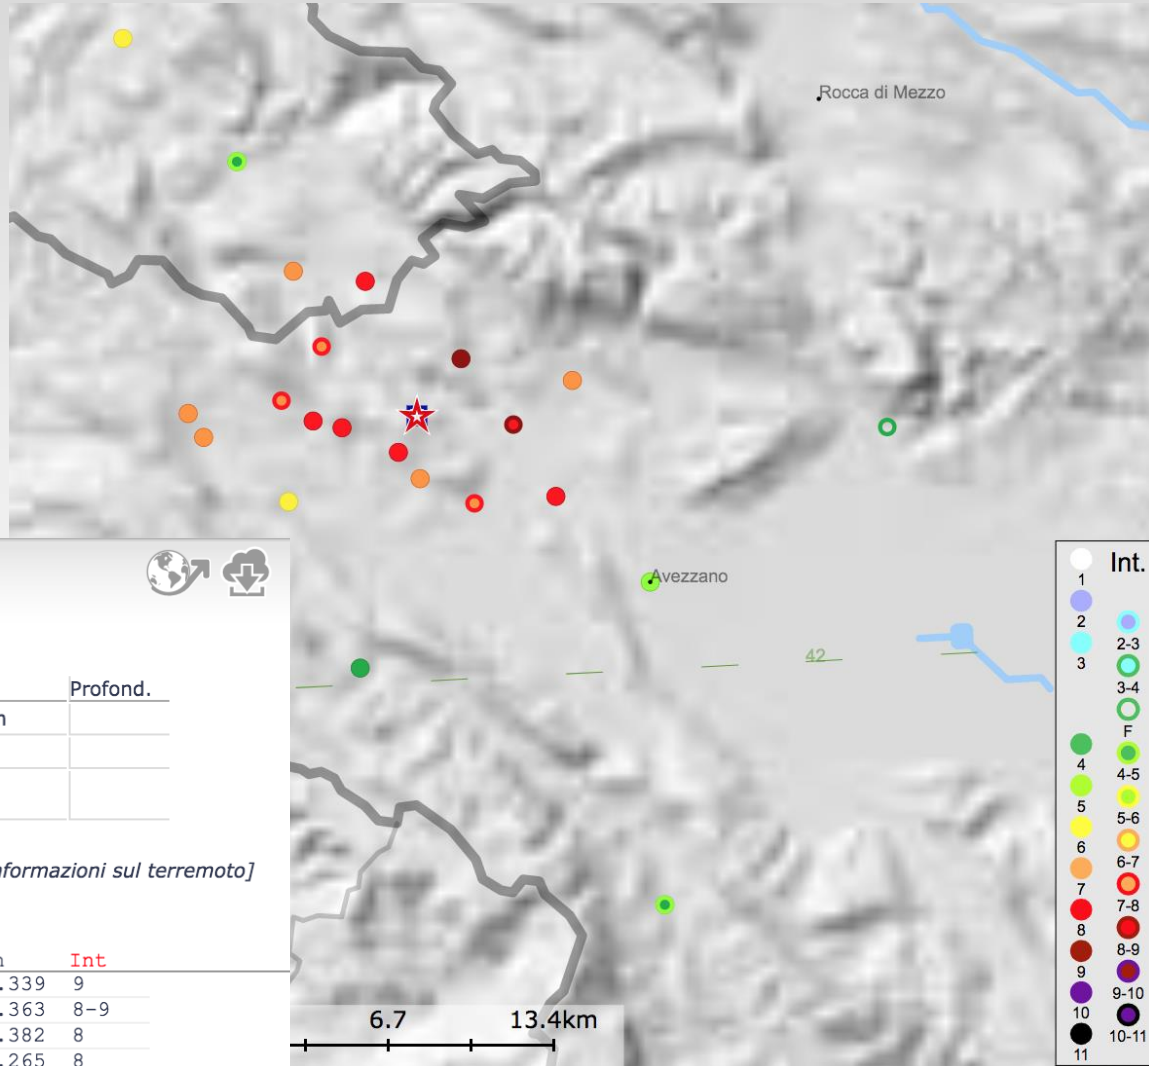 Rocca di Mezzo
Avezzano
42
Profond.
n
nformazioni sul terremoto]
n Int
.339 9
.363 8-9
.382 8
.265 8
6.7 13.4km
Int.
1
2
2-3
3
3-4
F
4
4-5
5
5-6
6
6-7
7
7-8
8
8-9
9
9-10
10
10-11
11